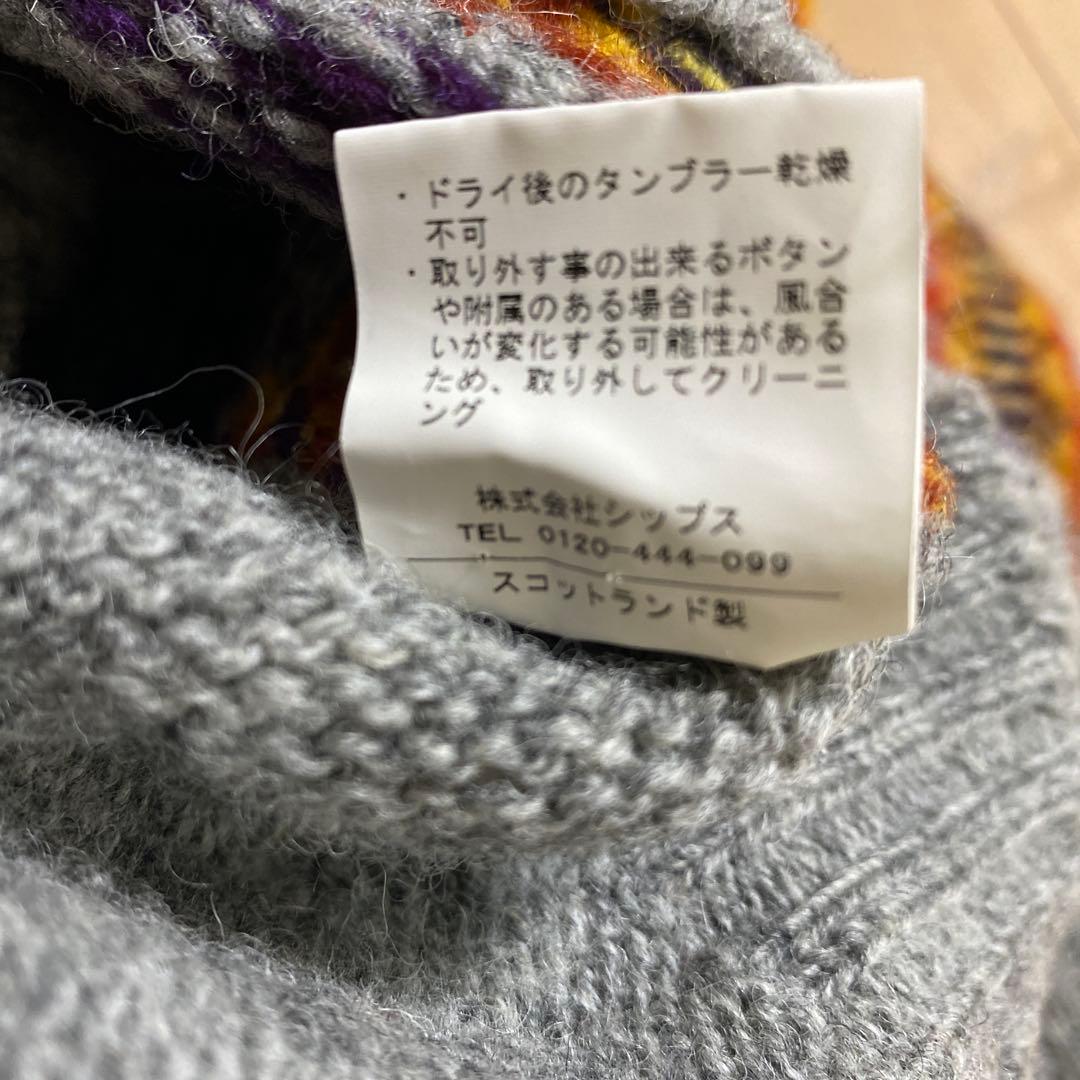 ・ドライ後のタンブラー乾燥
不可
・取り外す事の出来るボタン
や附属のある場合は、風合
いが変化する可能性がある
ため、取り外してクリーニ
ング
株式会社シップス
TEL 0120-444-099
スコットランド製